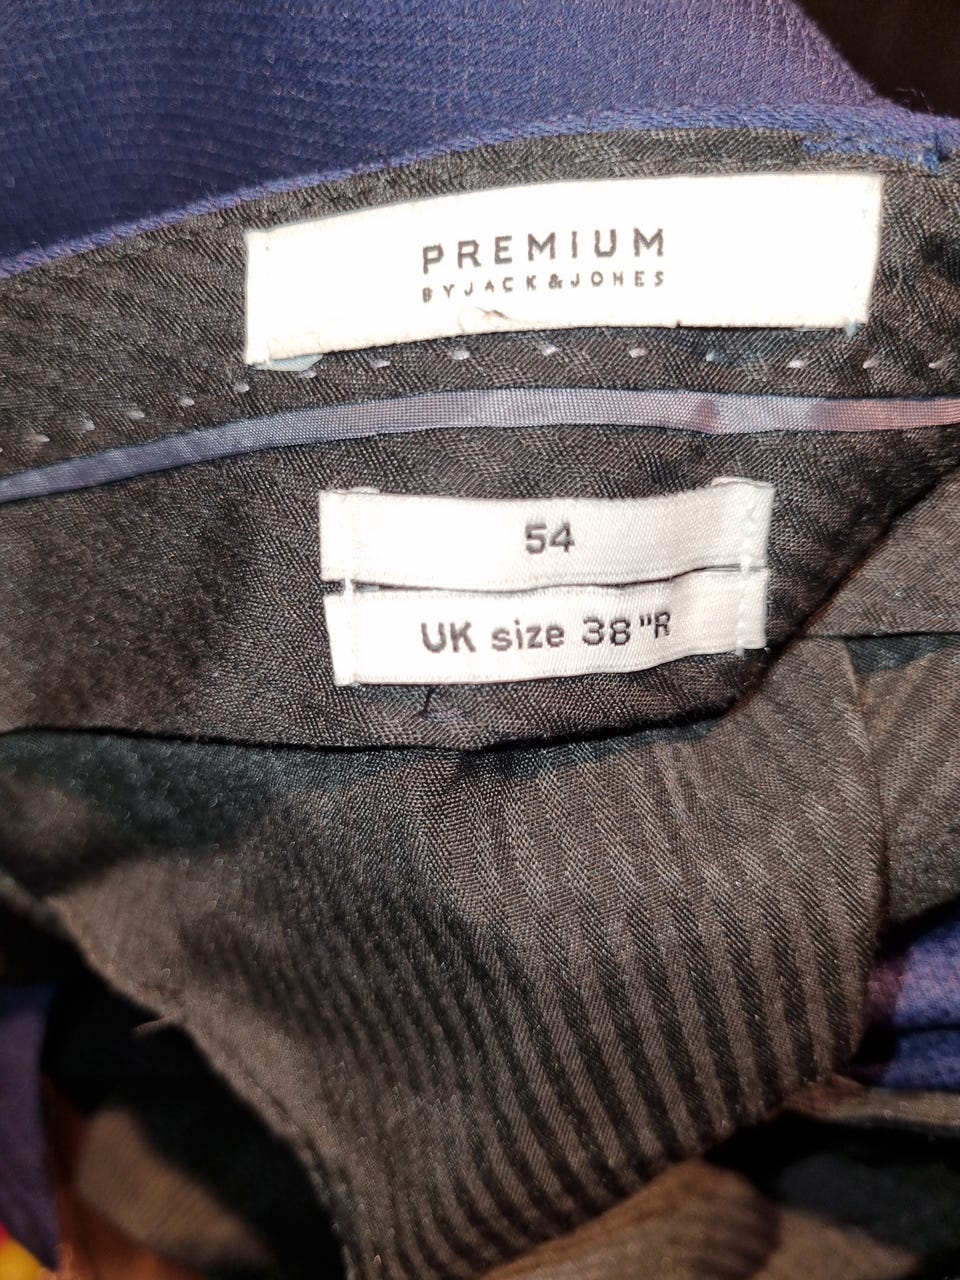 PREMIUM
BY JACK & JONES
54
UK size 38"R